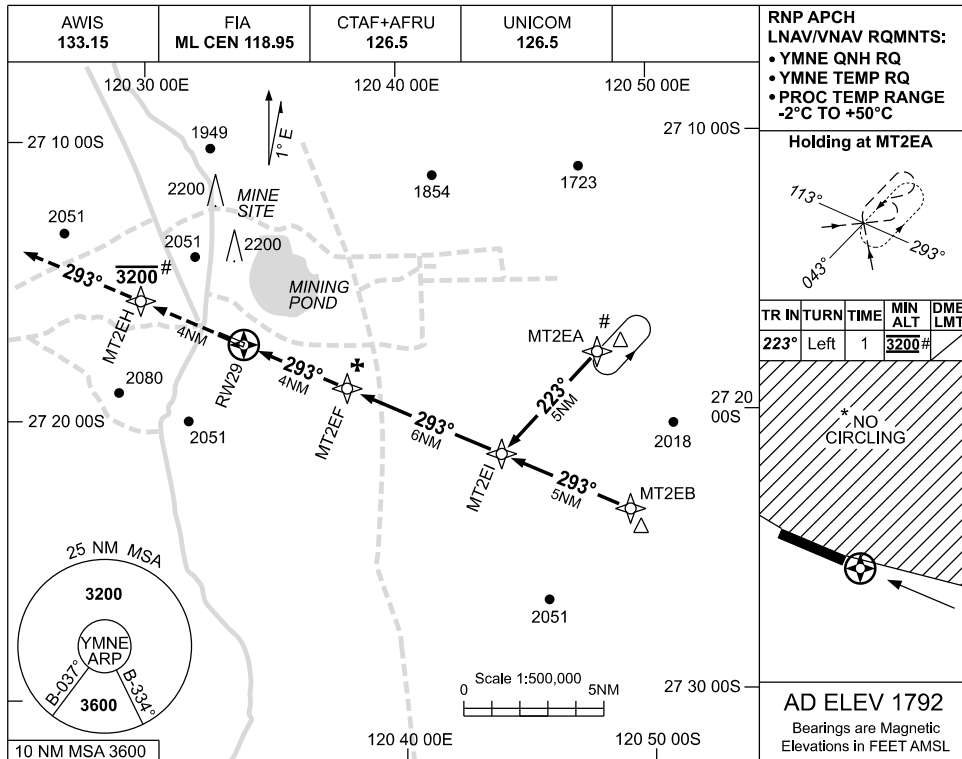 AWIS
133.15
FIA
ML CEN 118.95
CTAF+AFRU
126.5
UNICOM
126.5
RNP APCH
LNAV/VNAV RQMNTS:
• YMNE QNH RQ
• YMNE TEMP RQ
• PROC TEMP RANGE
-2°C TO +50°C
120 30 00E
120 50 00E
27 10 00S
27 10 00S
1949
1° E
2200
MINE
SITE
1854
1723
2051
2051
2200
293°
3200 #
MINING
POND
MT2EH
4NM
RW29
293°
4NM
MT2EF
293°
6NM
MT2EA
#
223°
5NM
MT2EI
293°
5NM
MT2EB
2080
2051
27 20 00S
27 20
00S
2018
2051
Holding at MT2EA
113°
293°
043°
TR IN TURN TIME MIN ALT DME LMT
223° Left 1 3200#
* NO
CIRCLING
25 NM MSA
3200
YMNE
ARP
B-037°
B-334°
3600
10 NM MSA 3600
Scale 1:500,000
0 5NM
27 30 00S
120 40 00E
120 50 00E
AD ELEV 1792
Bearings are Magnetic
Elevations in FEET AMSL